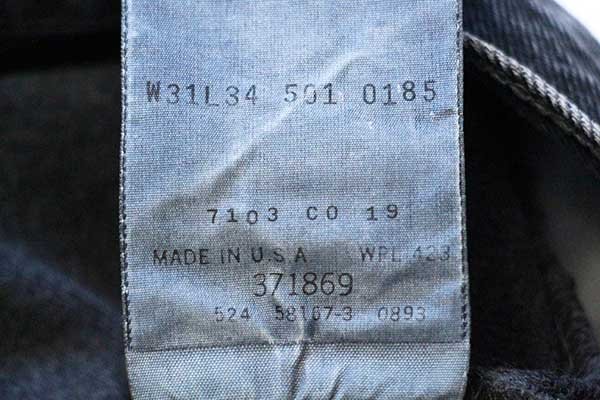 W31L34 501 0185
7103 CO 19
MADE IN U.S.A. WPL 423
371869
524 58167-3 0893